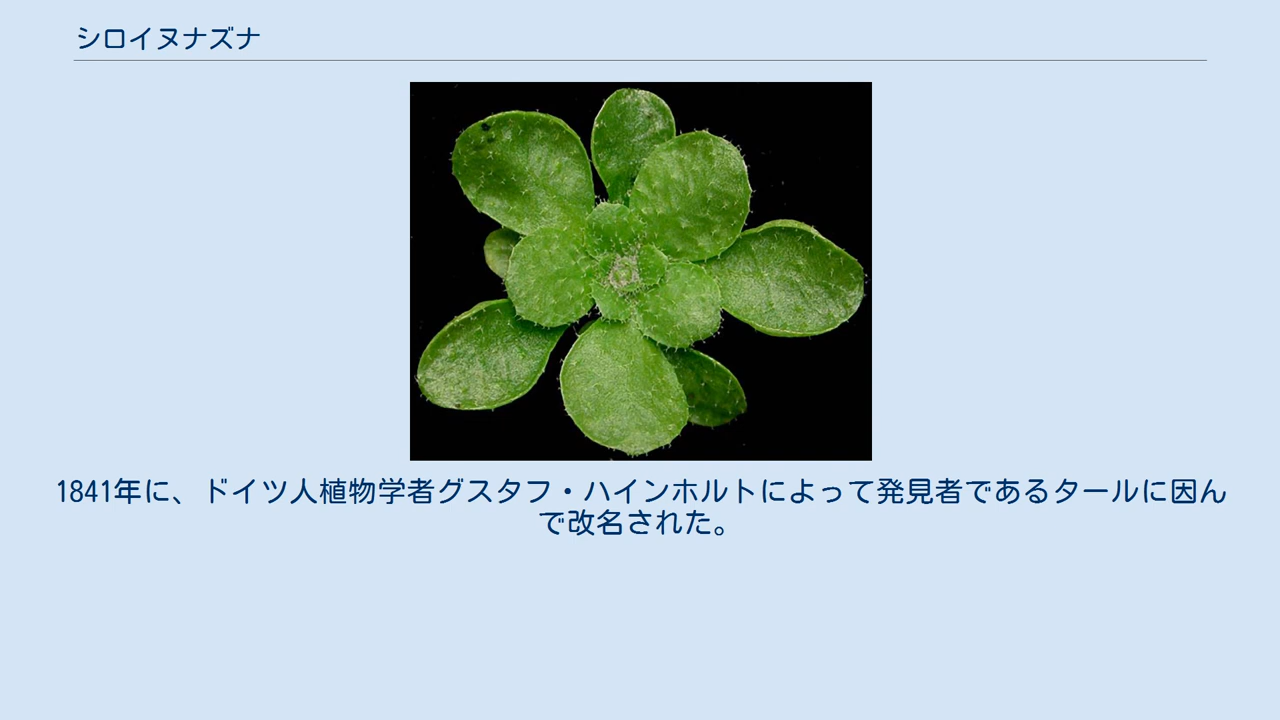 シロイヌナズナ
1841年に、ドイツ人植物学者グスタフ・ハインホルトによって発見者であるタールに因ん
で改名された。